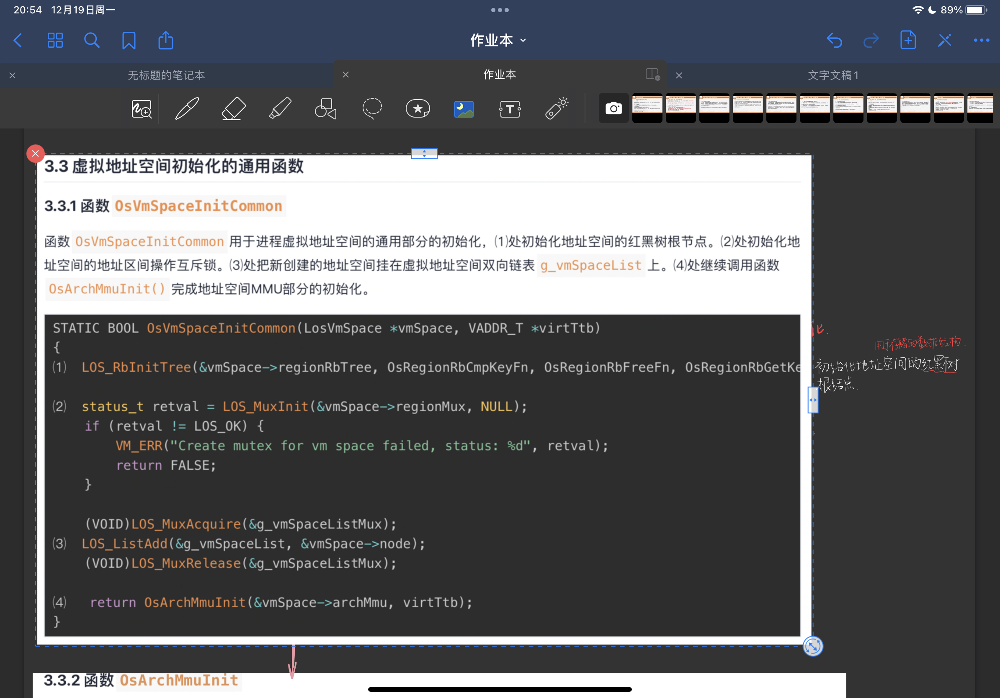 20:54 12月19日周一
89%
作业本
无标题的笔记本
作业本
文字文稿1
3.3 虚拟地址空间初始化的通用函数
3.3.1 函数 OsVmSpaceInitCommon
函数 OsVmSpaceInitCommon 用于进程虚拟地址空间的通用部分的初始化，⑴处初始化地址空间的红黑树根节点。⑵处初始化地
址空间的地址区间操作互斥锁。⑶处把新创建的地址空间挂在虚拟地址空间双向链表 g_vmSpaceList 上。⑷处继续调用函数
OsArchMmuInit() 完成地址空间MMU部分的初始化。
STATIC BOOL OsVmSpaceInitCommon(LosVmSpace *vmSpace, VADDR_T *virtTtb)
{
⑴ LOS_RbInitTree(&vmSpace->regionRbTree, OsRegionRbCmpKeyFn, OsRegionRbFreeFn, OsRegionRbGetKe
⑵ status_t retval = LOS_MuxInit(&vmSpace->regionMux, NULL);
if (retval != LOS_OK) {
VM_ERR("Create mutex for vm space failed, status: %d", retval);
return FALSE;
}
(VOID)LOS_MuxAcquire(&g_vmSpaceListMux);
⑶ LOS_ListAdd(&g_vmSpaceList, &vmSpace->node);
(VOID)LOS_MuxRelease(&g_vmSpaceListMux);
⑷ return OsArchMmuInit(&vmSpace->archMmu, virtTtb);
}
化.
用于存储的数据结构.
初始化地址空间的红黑树
根结点.
3.3.2 函数 OsArchMmuInit